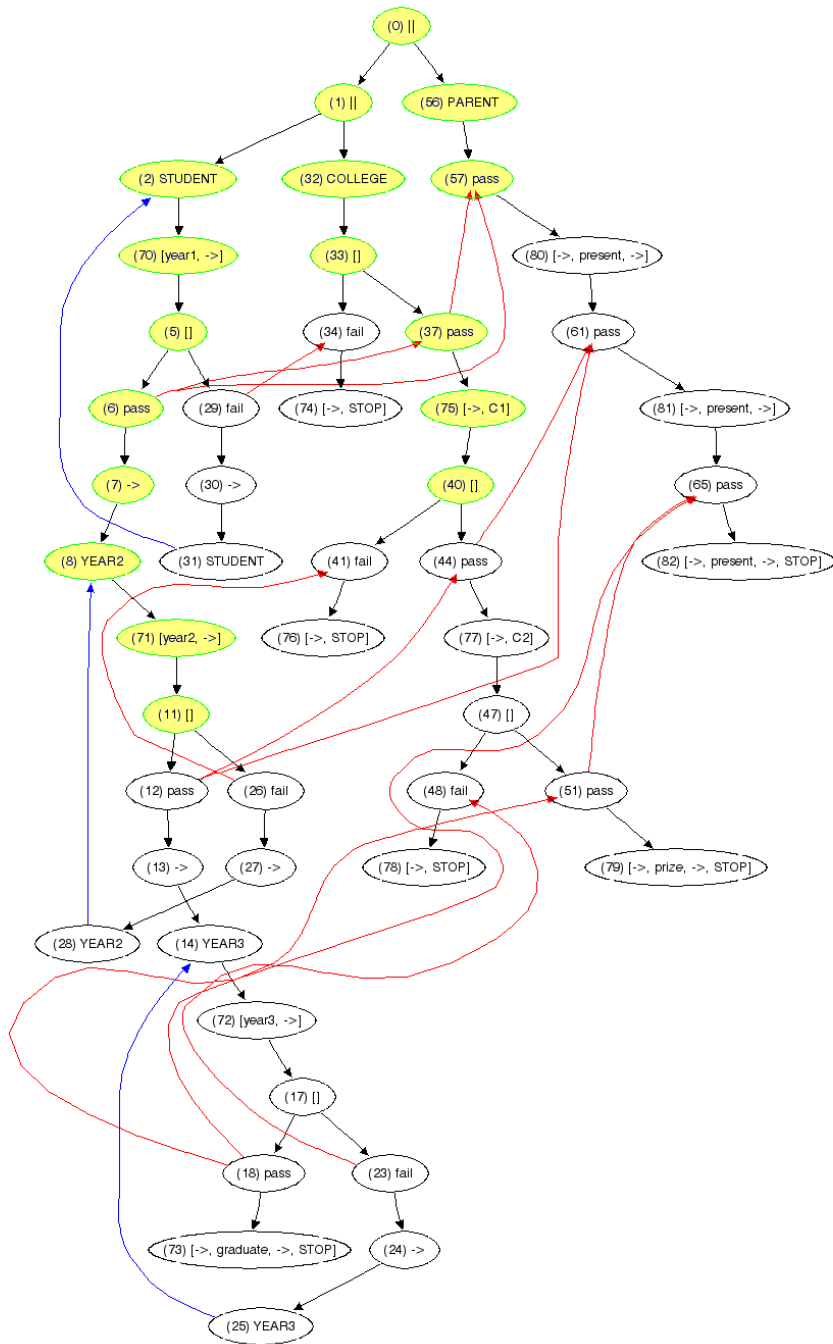 (0) ||
(1) ||
(56) PARENT
(2) STUDENT
(32) COLLEGE
(57) pass
(70) [year1, ->]
(33) []
(80) [->, present, ->]
(5) []
(34) fail
(37) pass
(61) pass
(6) pass
(29) fail
(74) [->, STOP]
(75) [->, C1]
(81) [->, present, ->]
(7) ->
(30) ->
(40) []
(65) pass
(8) YEAR2
(31) STUDENT
(41) fail
(44) pass
(82) [->, present, ->, STOP]
(71) [year2, ->]
(76) [->, STOP]
(77) [->, C2]
(11) []
(47) []
(12) pass
(26) fail
(48) fail
(51) pass
(13) ->
(27) ->
(78) [->, STOP]
(79) [->, prize, ->, STOP]
(28) YEAR2
(14) YEAR3
(72) [year3, ->]
(17) []
(18) pass
(23) fail
(73) [->, graduate, ->, STOP]
(24) ->
(25) YEAR3